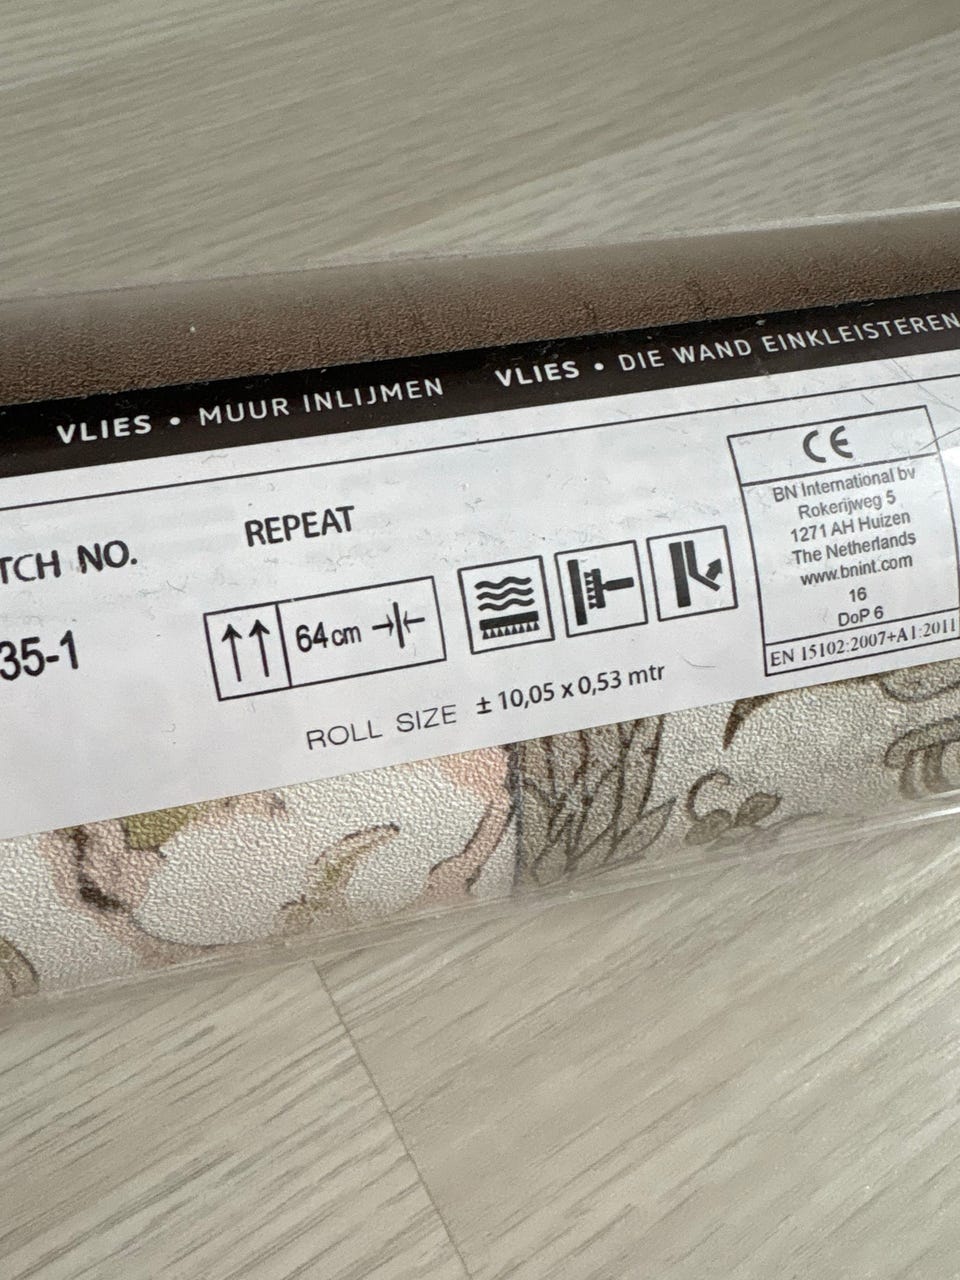 VLIES • MUUR INLIJMEN VLIES • DIE WAND EINKLEISTEREN
TCH NO.
35-1
REPEAT
64cm
ROLL SIZE ± 10,05 x 0,53 mtr
CE
BN International bv
Rokerijweg 5
1271 AH Huizen
The Netherlands
www.bnint.com
16
DoP 6
EN 15102:2007+A1:2011